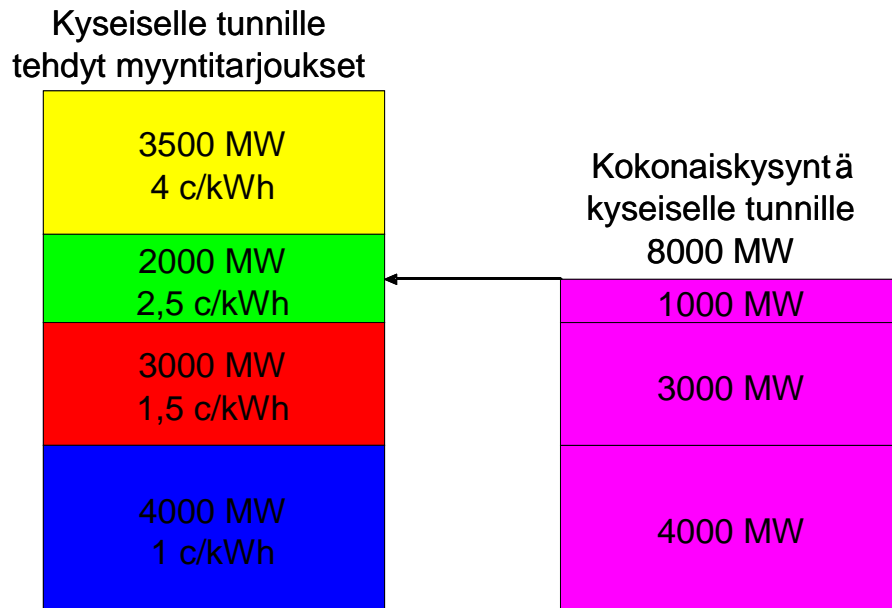 Kyseiselle tunnille
tehdyt myyntitarjoukset
3500 MW
4 c/kWh
2000 MW
2,5 c/kWh
3000 MW
1,5 c/kWh
4000 MW
1 c/kWh
Kokonaiskysyntä
kyseiselle tunnille
8000 MW
1000 MW
3000 MW
4000 MW